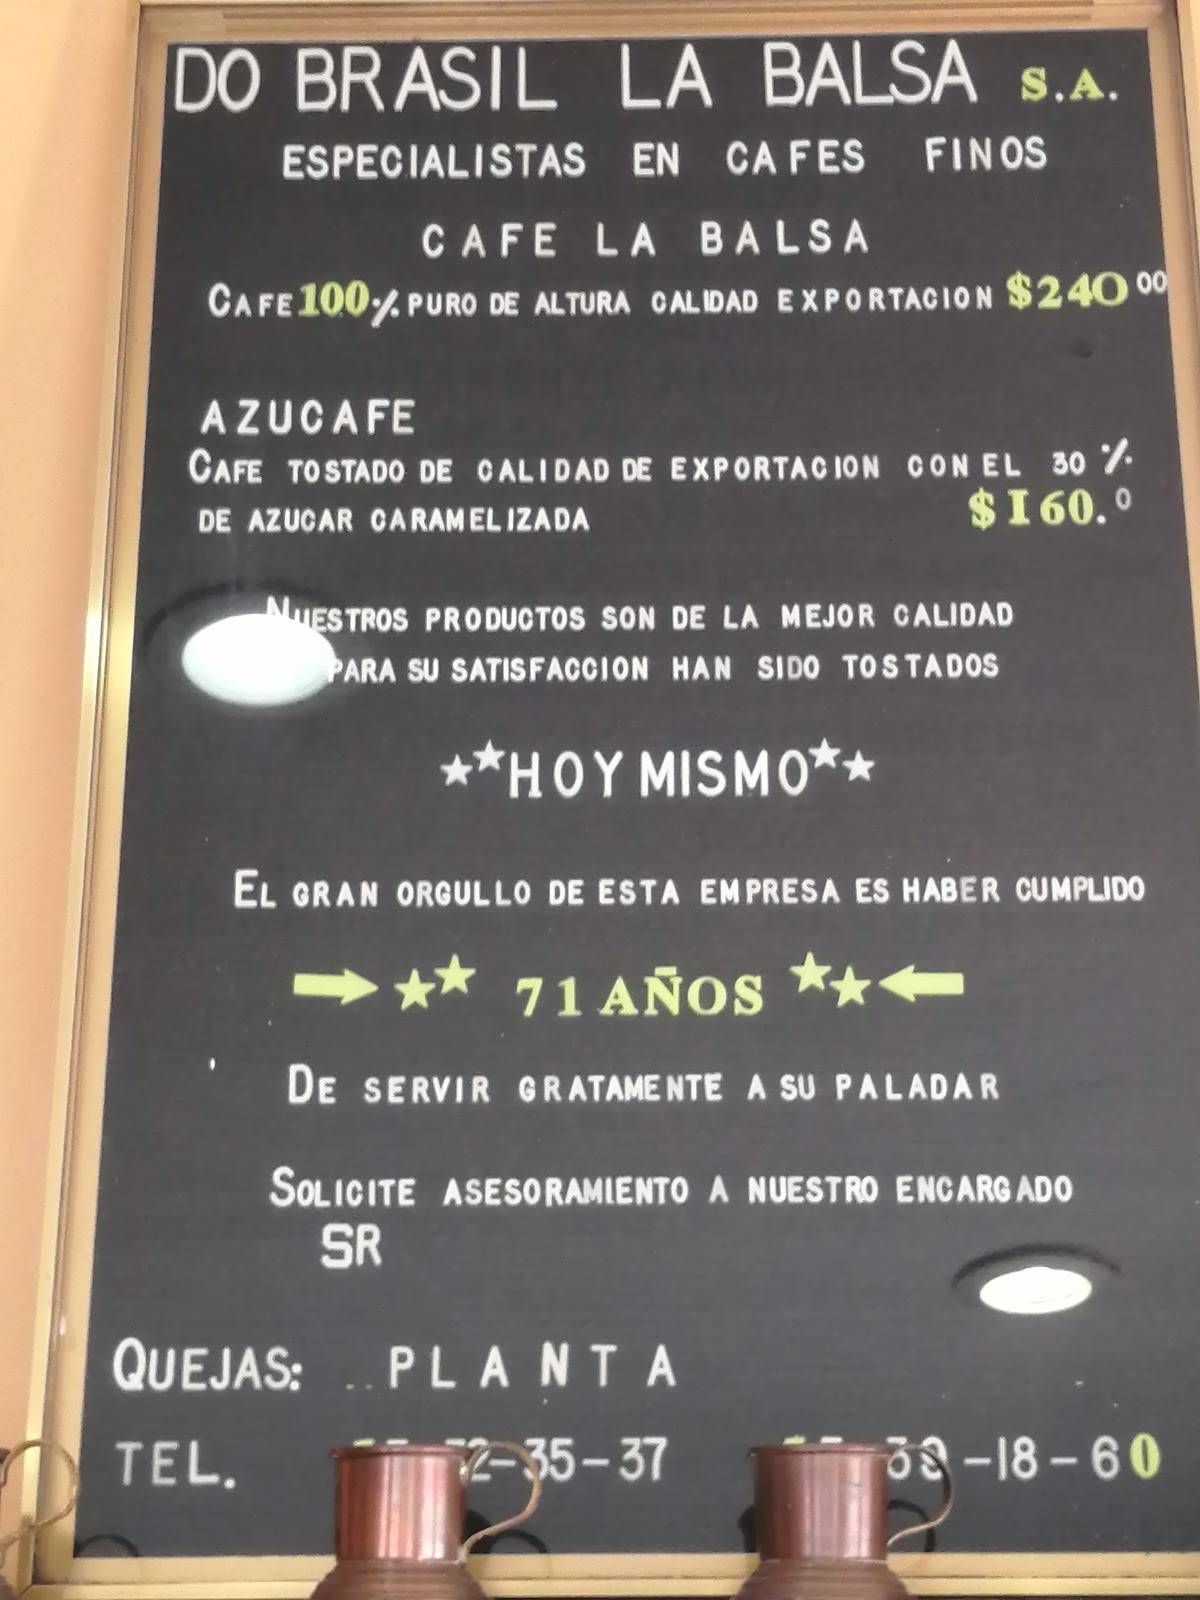 DO BRASIL LA BALSA S.A.
ESPECIALISTAS EN CAFES FINOS
CAFE LA BALSA
CAFE 100% PURO DE ALTURA CALIDAD EXPORTACION $240 00
AZUCAFE
CAFE TOSTADO DE CALIDAD DE EXPORTACION CON EL 30 %
DE AZUCAR CARAMELIZADA $160.0
NUESTROS PRODUCTOS SON DE LA MEJOR CALIDAD
PARA SU SATISFACCION HAN SIDO TOSTADOS
★★HOY MISMO★★
EL GRAN ORGULLO DE ESTA EMPRESA ES HABER CUMPLIDO
→★★ 71 AÑOS ★★←
DE SERVIR GRATAMENTE A SU PALADAR
SOLICITE ASESORAMIENTO A NUESTRO ENCARGADO
SR
QUEJAS: .. PLANTA
TEL. -35-37 -18-60